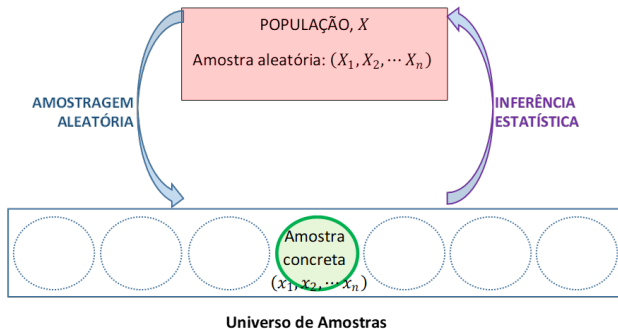 POPULAÇÃO, X
Amostra aleatória: (X₁, X₂, ⋯ Xₙ)
AMOSTRAGEM
ALEATÓRIA
INFERÊNCIA
ESTATÍSTICA
Amostra
concreta
(x₁, x₂, ⋯ xₙ)
Universo de Amostras